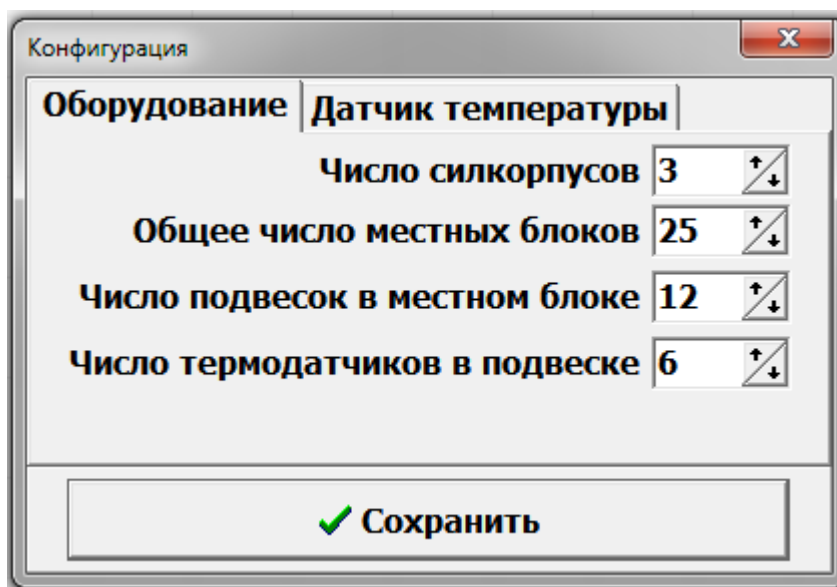 Конфигурация
Оборудование Датчик температуры
Число силкорпусов 3
Общее число местных блоков 25
Число подвесок в местном блоке 12
Число термодатчиков в подвеске 6
Сохранить